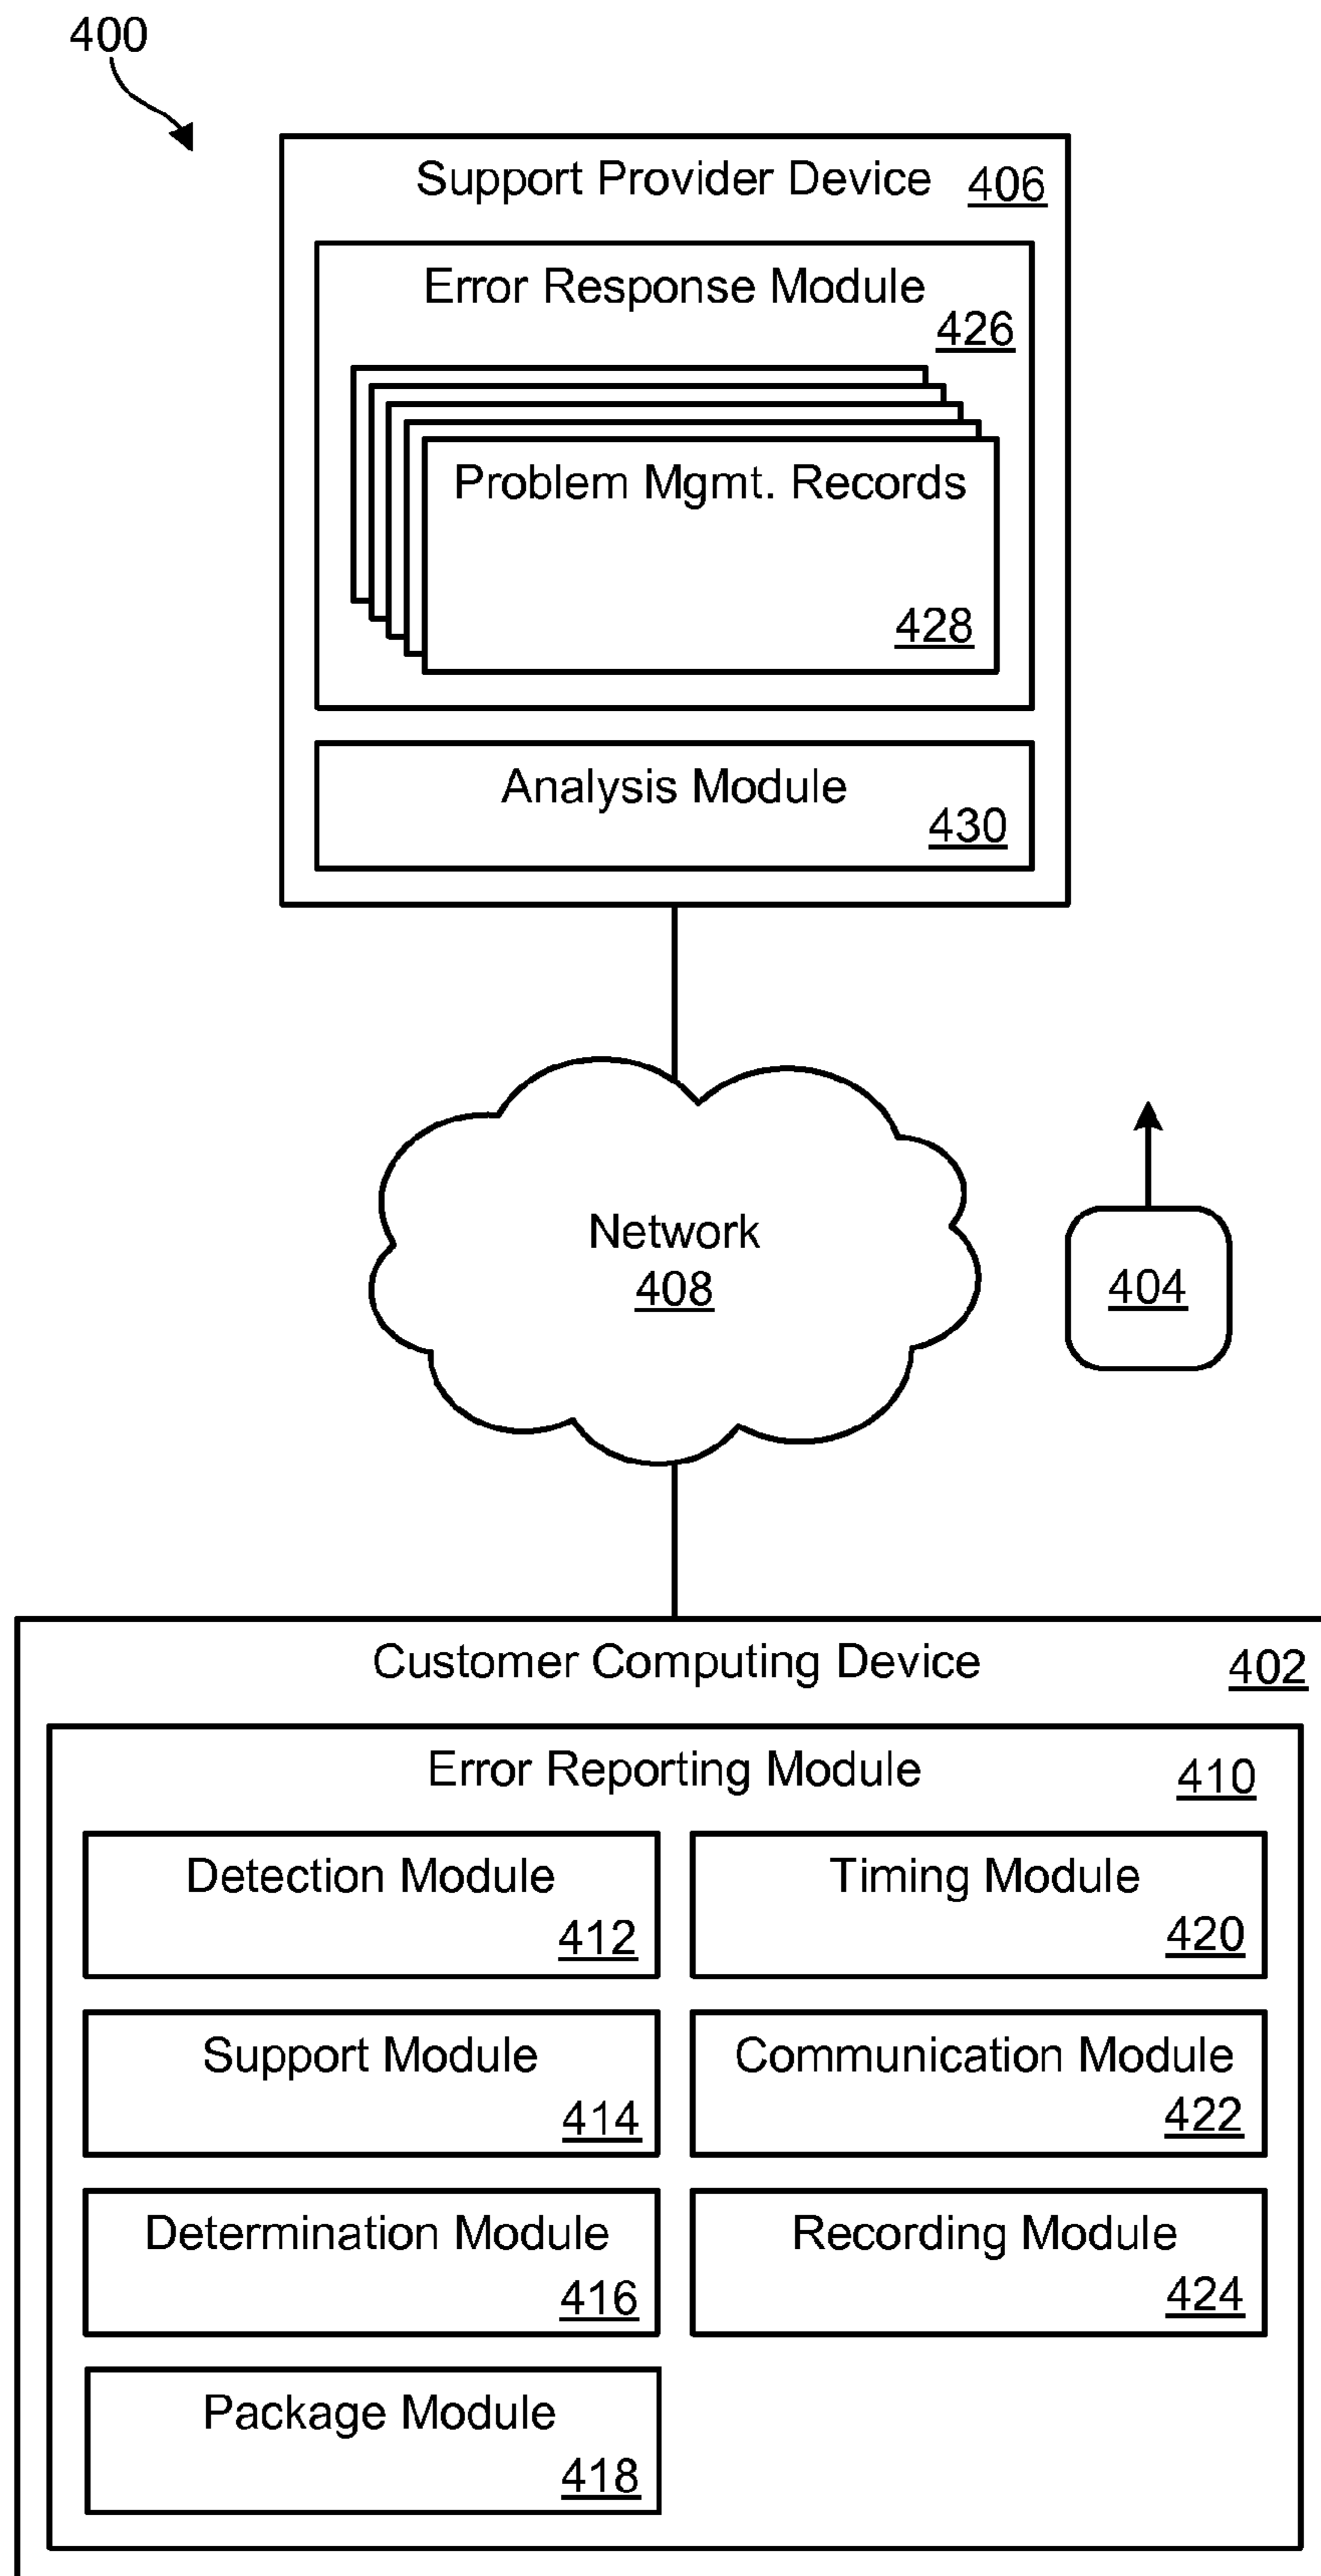 400
Support Provider Device 406
Error Response Module
426
Problem Mgmt. Records
428
Analysis Module
430
Network
408
404
Customer Computing Device 402
Error Reporting Module 410
Detection Module
412
Timing Module
420
Support Module
414
Communication Module
422
Determination Module
416
Recording Module
424
Package Module
418